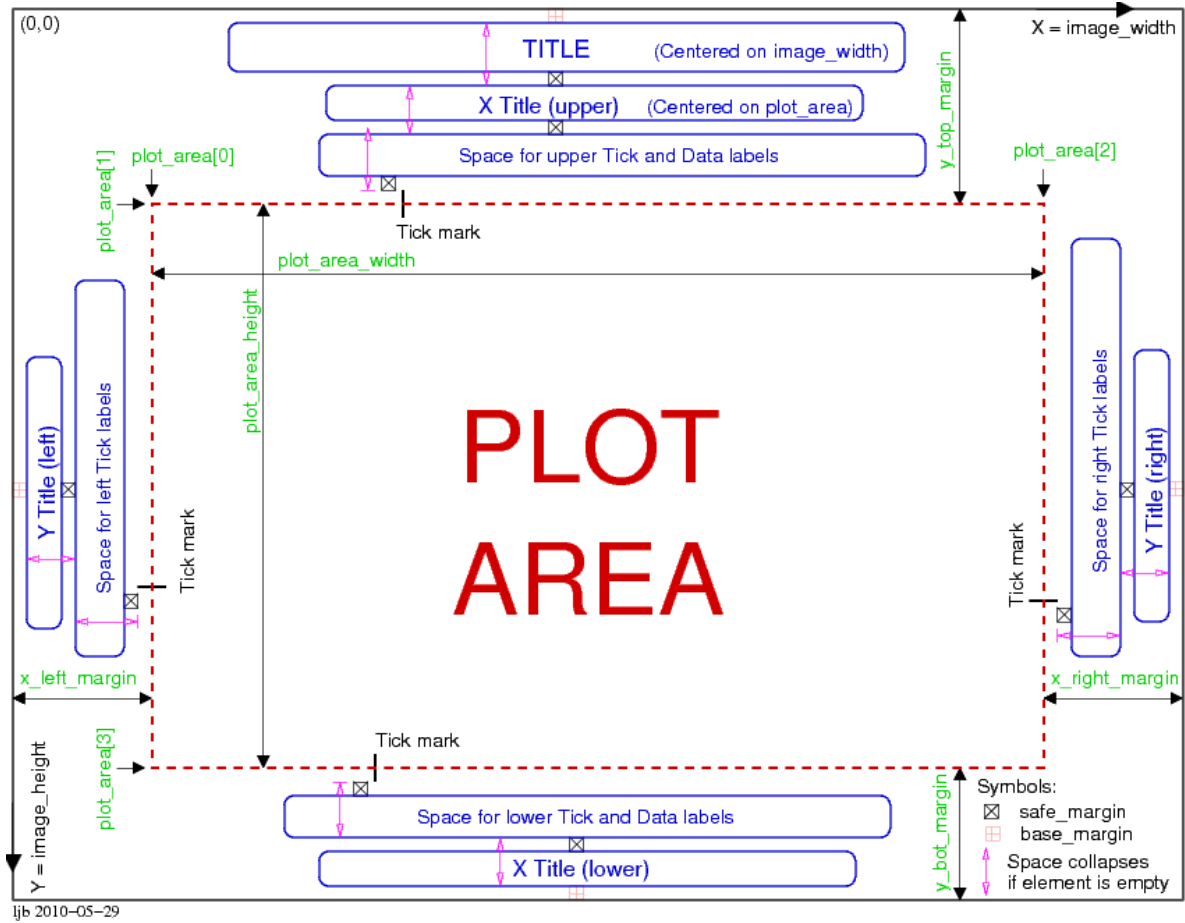 (0,0)
X = image_width
TITLE (Centered on image_width)
X Title (upper) (Centered on plot_area)
Space for upper Tick and Data labels
y_top_margin
plot_area[0]
plot_area[1]
plot_area[2]
Tick mark
plot_area_width
plot_area_height
PLOT
AREA
Y Title (left)
Space for left Tick labels
Tick mark
Tick mark
Space for right Tick labels
Y Title (right)
x_left_margin
x_right_margin
plot_area[3]
Tick mark
Y = image_height
Space for lower Tick and Data labels
X Title (lower)
y_bot_margin
Symbols:
safe_margin
base_margin
Space collapses
if element is empty
ljb 2010-05-29